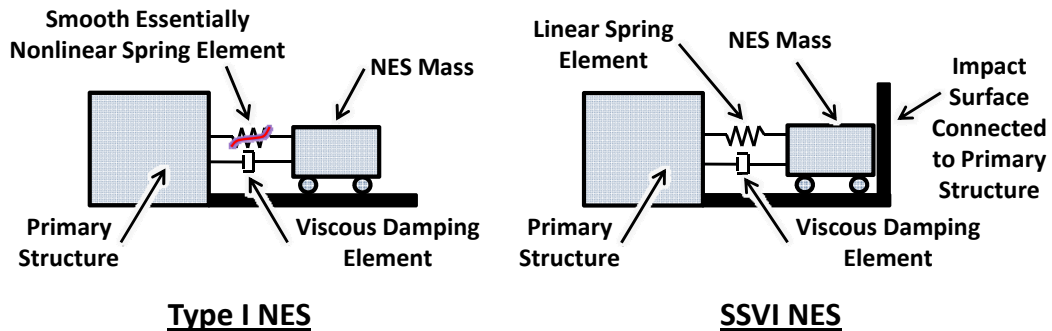 Smooth Essentially
Nonlinear Spring Element
NES Mass
Primary
Structure
Viscous Damping
Element
Type I NES
Linear Spring
Element
NES Mass
Impact
Surface
Connected
to Primary
Structure
Primary
Structure
Viscous Damping
Element
SSVI NES